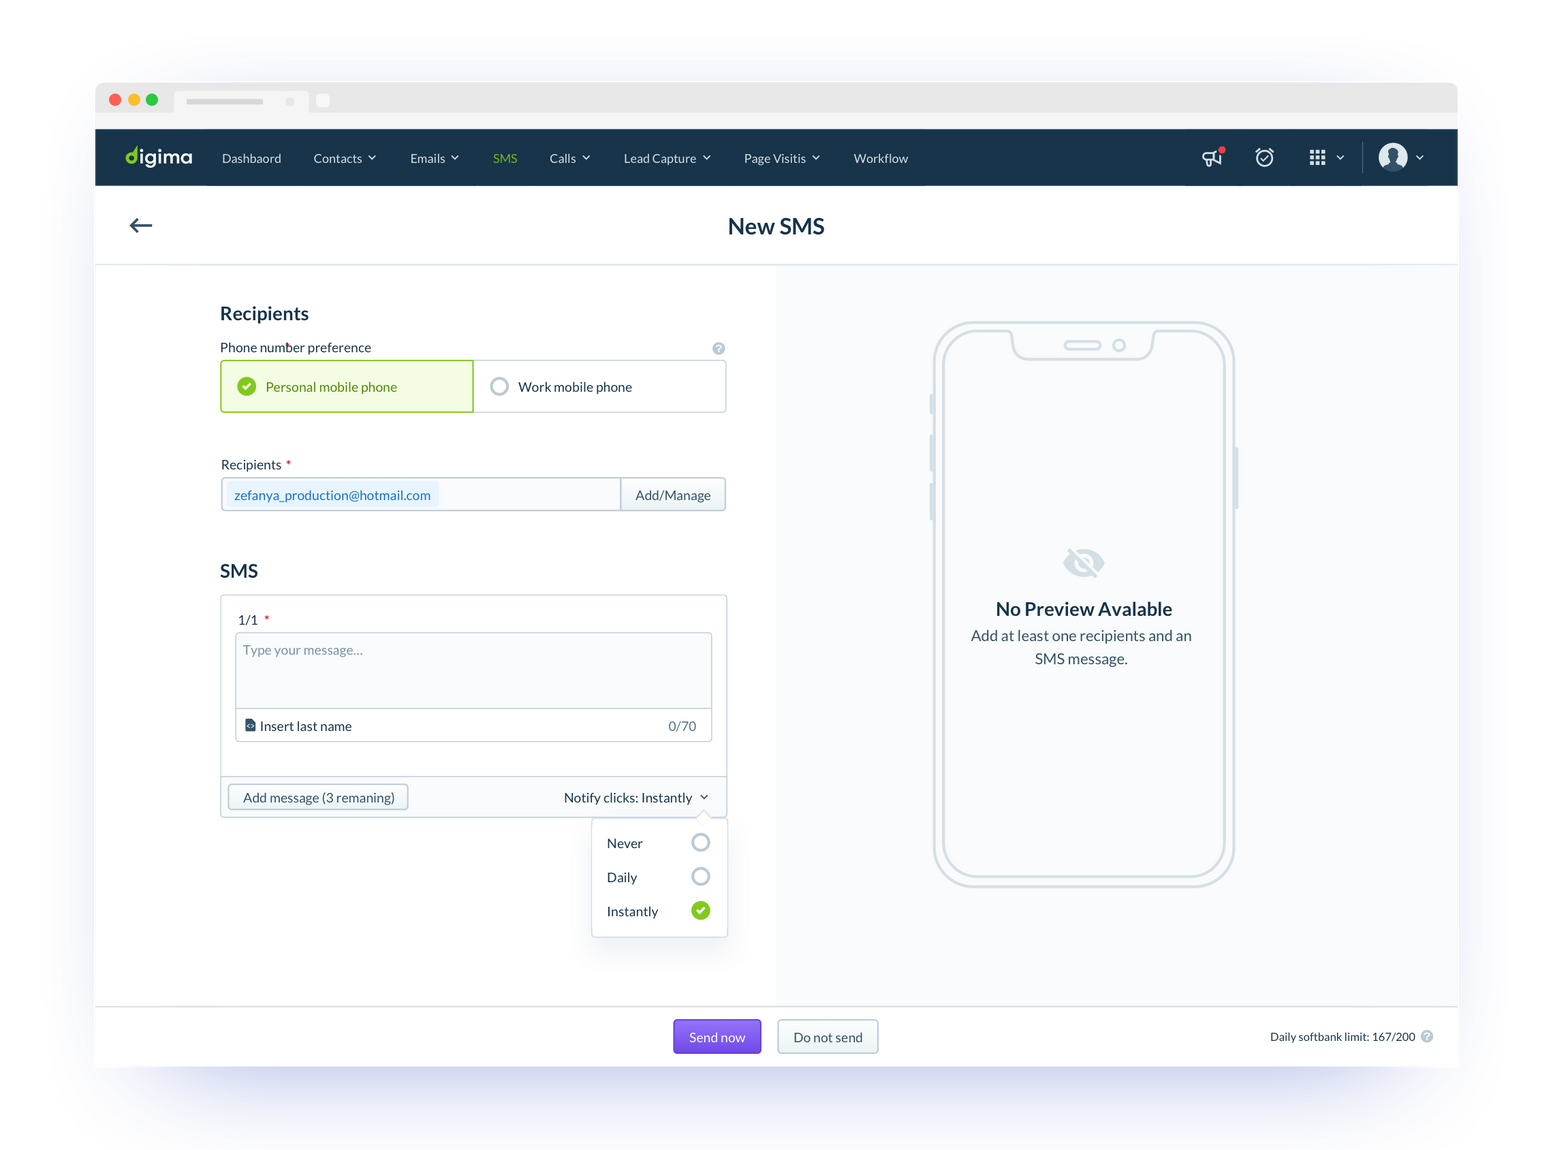 digima Dashbaord Contacts Emails SMS Calls Lead Capture Page Visitis Workflow
New SMS
Recipients
Phone number preference *
Personal mobile phone Work mobile phone
Recipients *
zefanya_production@hotmail.com Add/Manage
SMS
1/1 *
Type your message...
Insert last name 0/70
Add message (3 remaning) Notify clicks: Instantly
Never
Daily
Instantly
No Preview Avalable
Add at least one recipients and an
SMS message.
Send now Do not send Daily softbank limit: 167/200